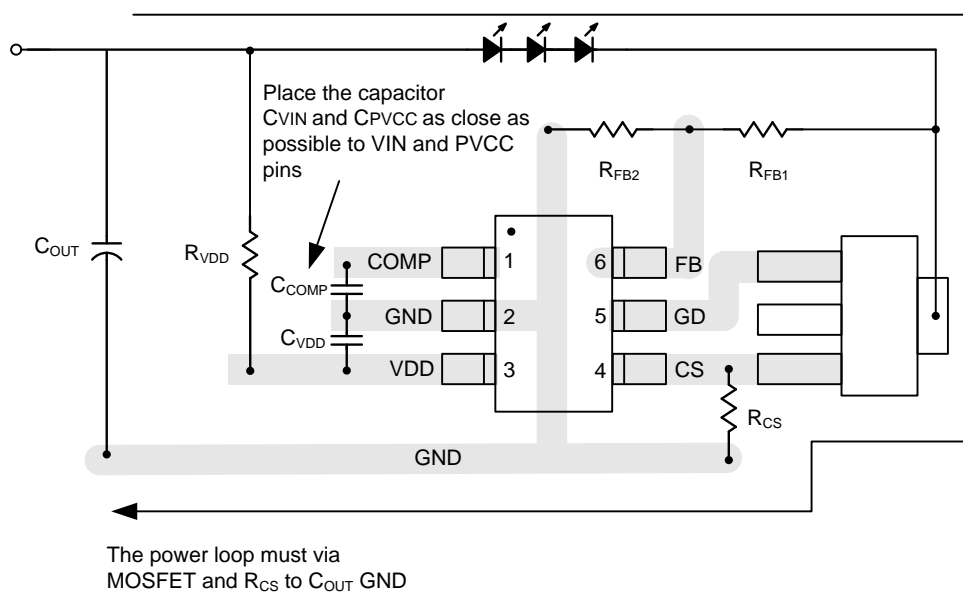 Place the capacitor
CVIN and CPVCC as close as
possible to VIN and PVCC
pins
RFB2
RFB1
COUT
RVDD
COMP
1
6
FB
CCOMP
GND
2
5
GD
CVDD
VDD
3
4
CS
RCS
GND
The power loop must via
MOSFET and RCS to COUT GND